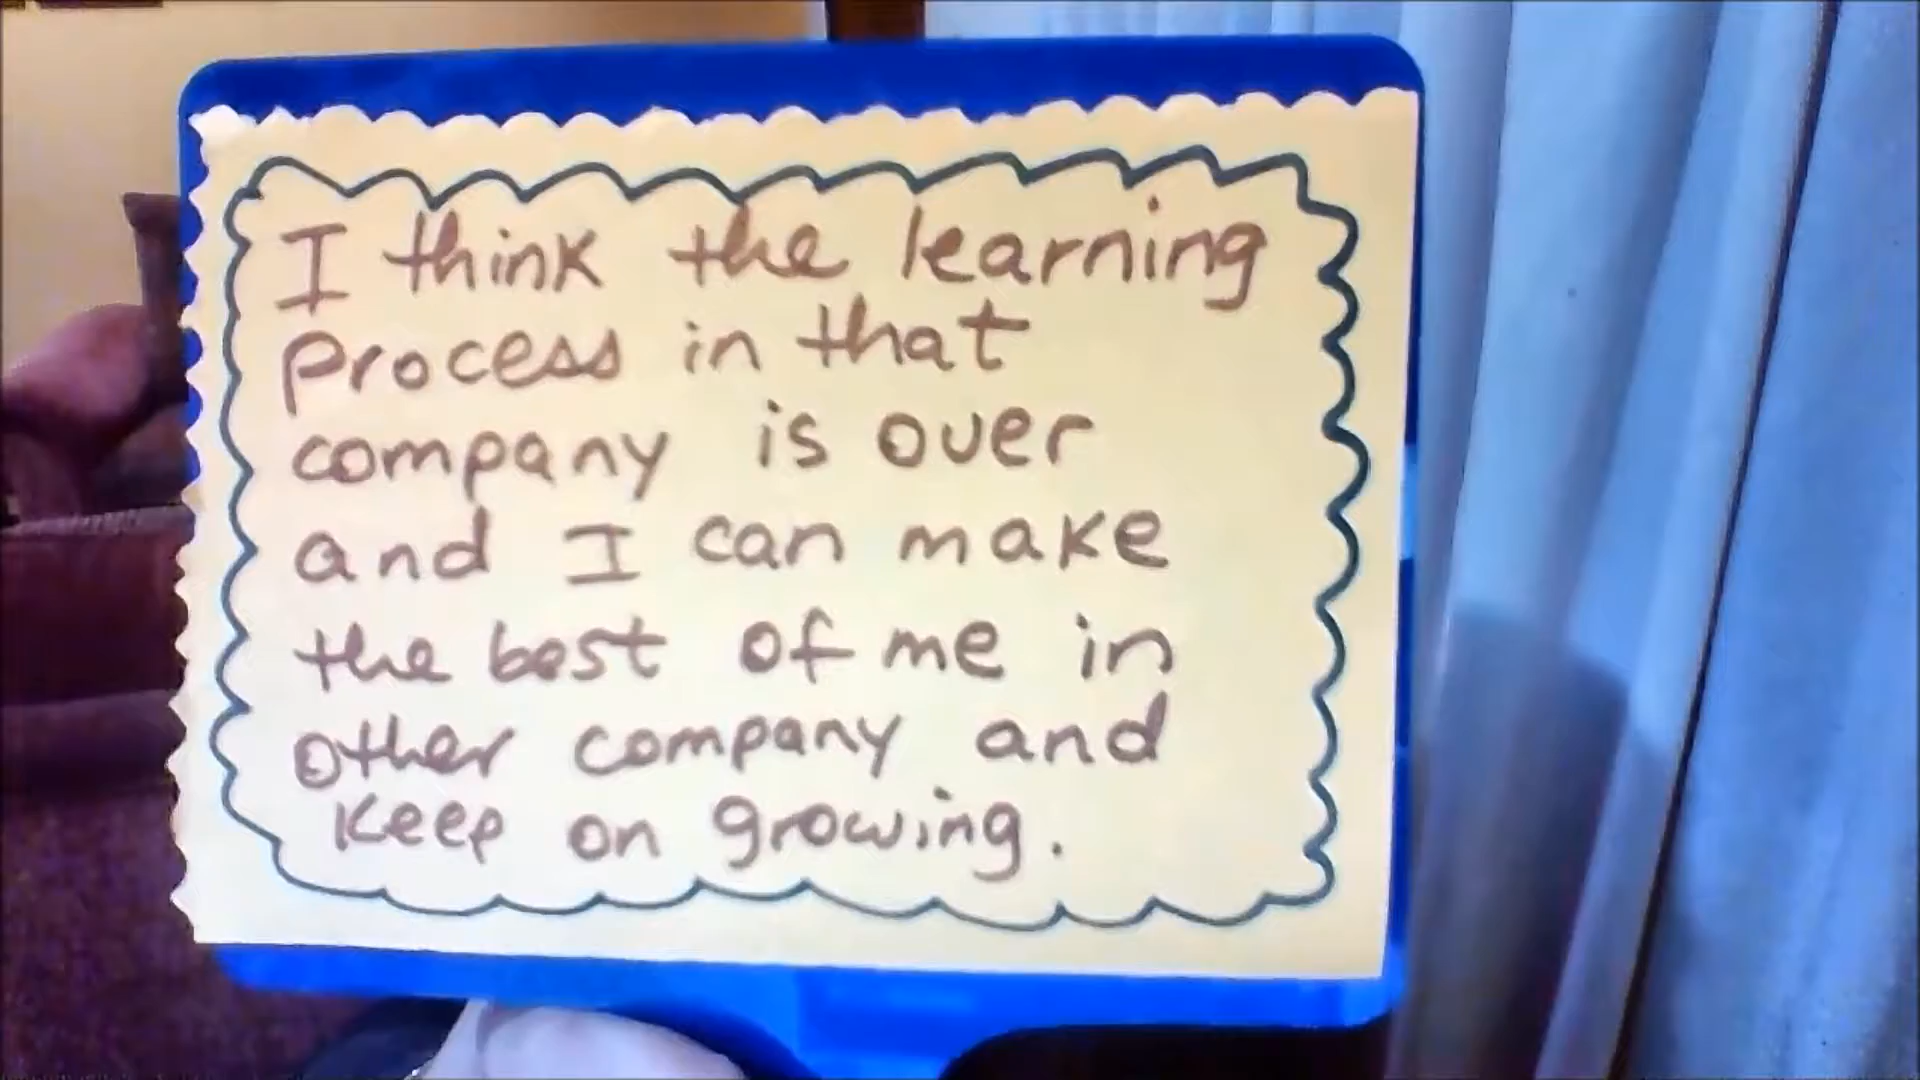 I think the learning
process in that
company is over
and I can make
the best of me in
other company and
keep on growing.